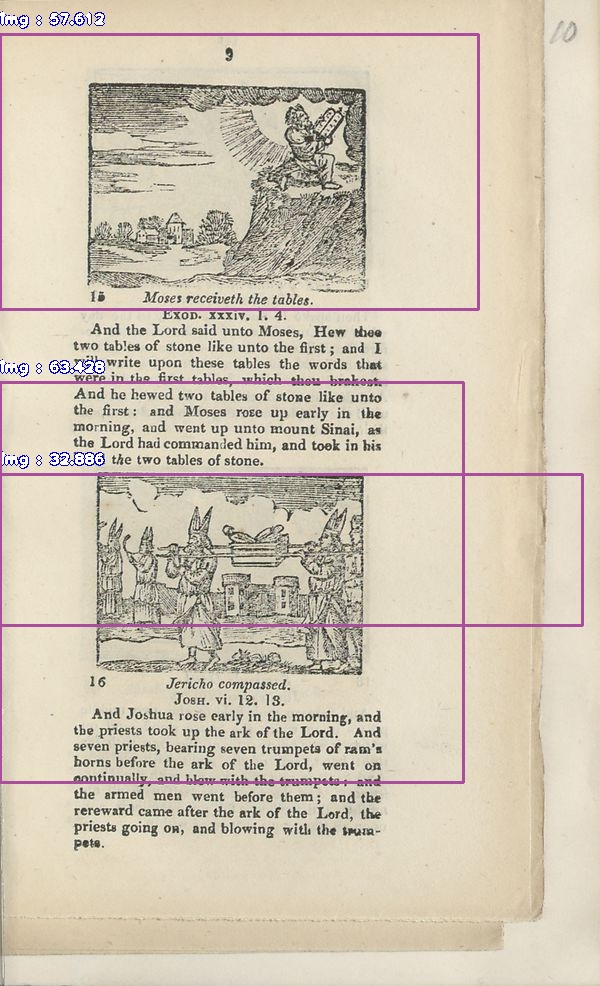 Img : 57.612
10
9
15 Moses receiveth the tables.
EXOD. xxxiv. 1. 4.
And the Lord said unto Moses, Hew thee
two tables of stone like unto the first; and I
will write upon these tables the words that
were in the first tables, which thou brakest.
Img : 63.428
And he hewed two tables of stone like unto
the first: and Moses rose up early in the
morning, and went up unto mount Sinai, as
the Lord had commanded him, and took in his
Img : 32.886
the two tables of stone.
16 Jericho compassed.
JOSH. vi. 12. 13.
And Joshua rose early in the morning, and
the priests took up the ark of the Lord. And
seven priests, bearing seven trumpets of ram's
horns before the ark of the Lord, went on
continually, and blew with the trumpets: and
the armed men went before them; and the
rereward came after the ark of the Lord, the
priests going on, and blowing with the trum-
pets.